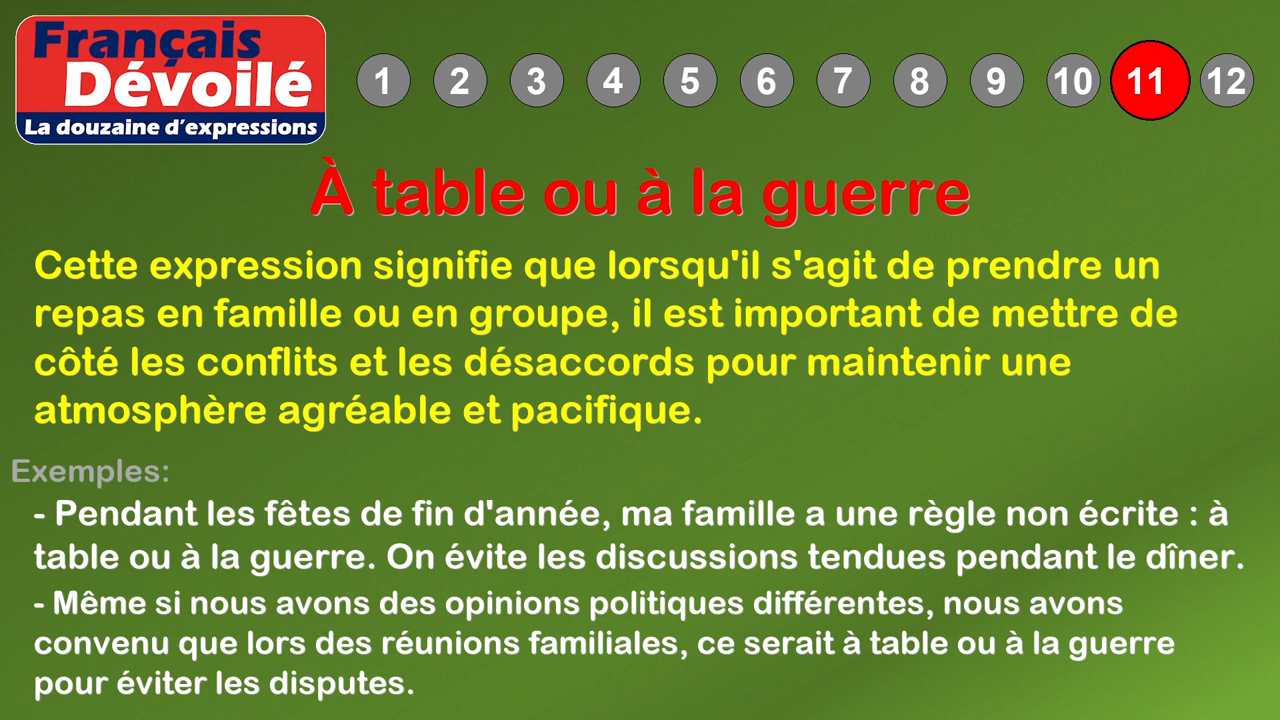 Français
Dévoilé
La douzaine d'expressions
1 2 3 4 5 6 7 8 9 10 11 12
À table ou à la guerre
Cette expression signifie que lorsqu'il s'agit de prendre un
repas en famille ou en groupe, il est important de mettre de
côté les conflits et les désaccords pour maintenir une
atmosphère agréable et pacifique.
Exemples:
- Pendant les fêtes de fin d'année, ma famille a une règle non écrite : à
table ou à la guerre. On évite les discussions tendues pendant le dîner.
- Même si nous avons des opinions politiques différentes, nous avons
convenu que lors des réunions familiales, ce serait à table ou à la guerre
pour éviter les disputes.